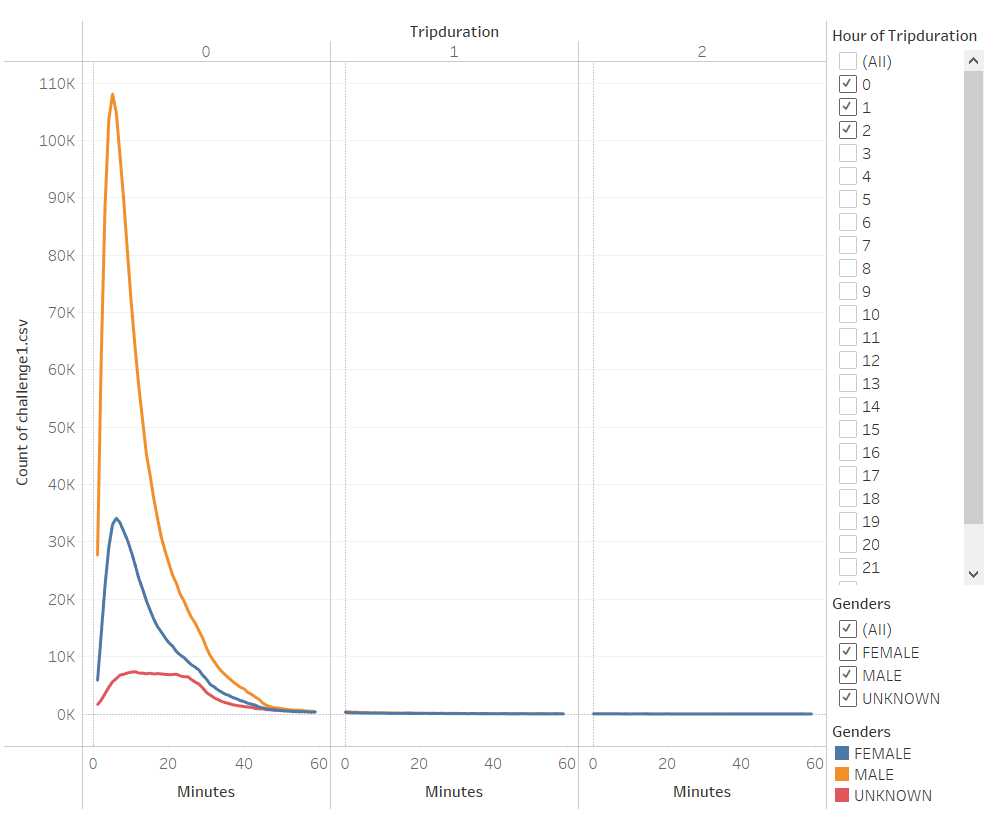 Tripduration
0 1 2
110K
100K
90K
80K
70K
60K
50K
40K
30K
20K
10K
0K
Count of challenge1.csv
0 20 40 60 0 20 40 60 0 20 40 60
Minutes Minutes Minutes
Hour of Tripduration
(All)
0
1
2
3
4
5
6
7
8
9
10
11
12
13
14
15
16
17
18
19
20
21
Genders
(All)
FEMALE
MALE
UNKNOWN
Genders
FEMALE
MALE
UNKNOWN